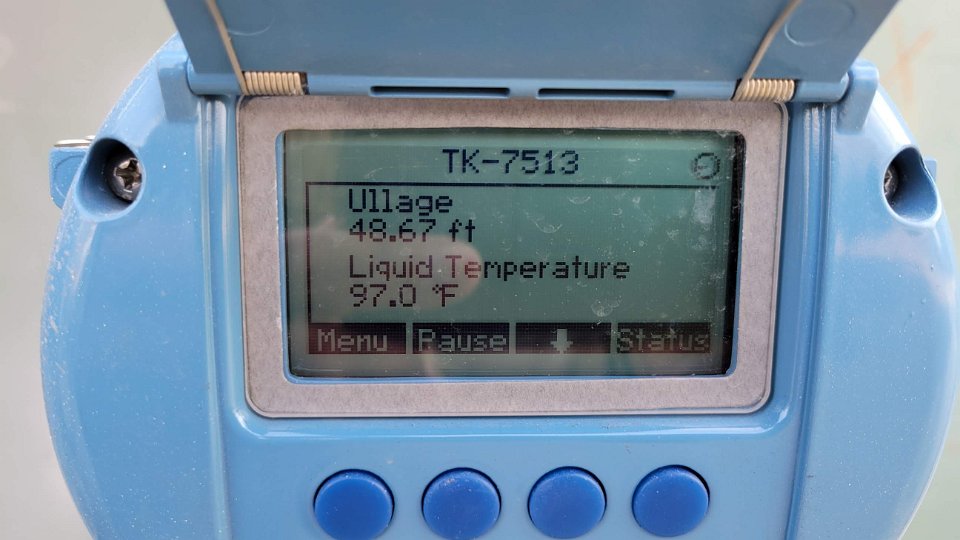 TK-7513
Ullage
48.67 ft
Liquid Temperature
97.0 °F
Menu Pause ↓ Status